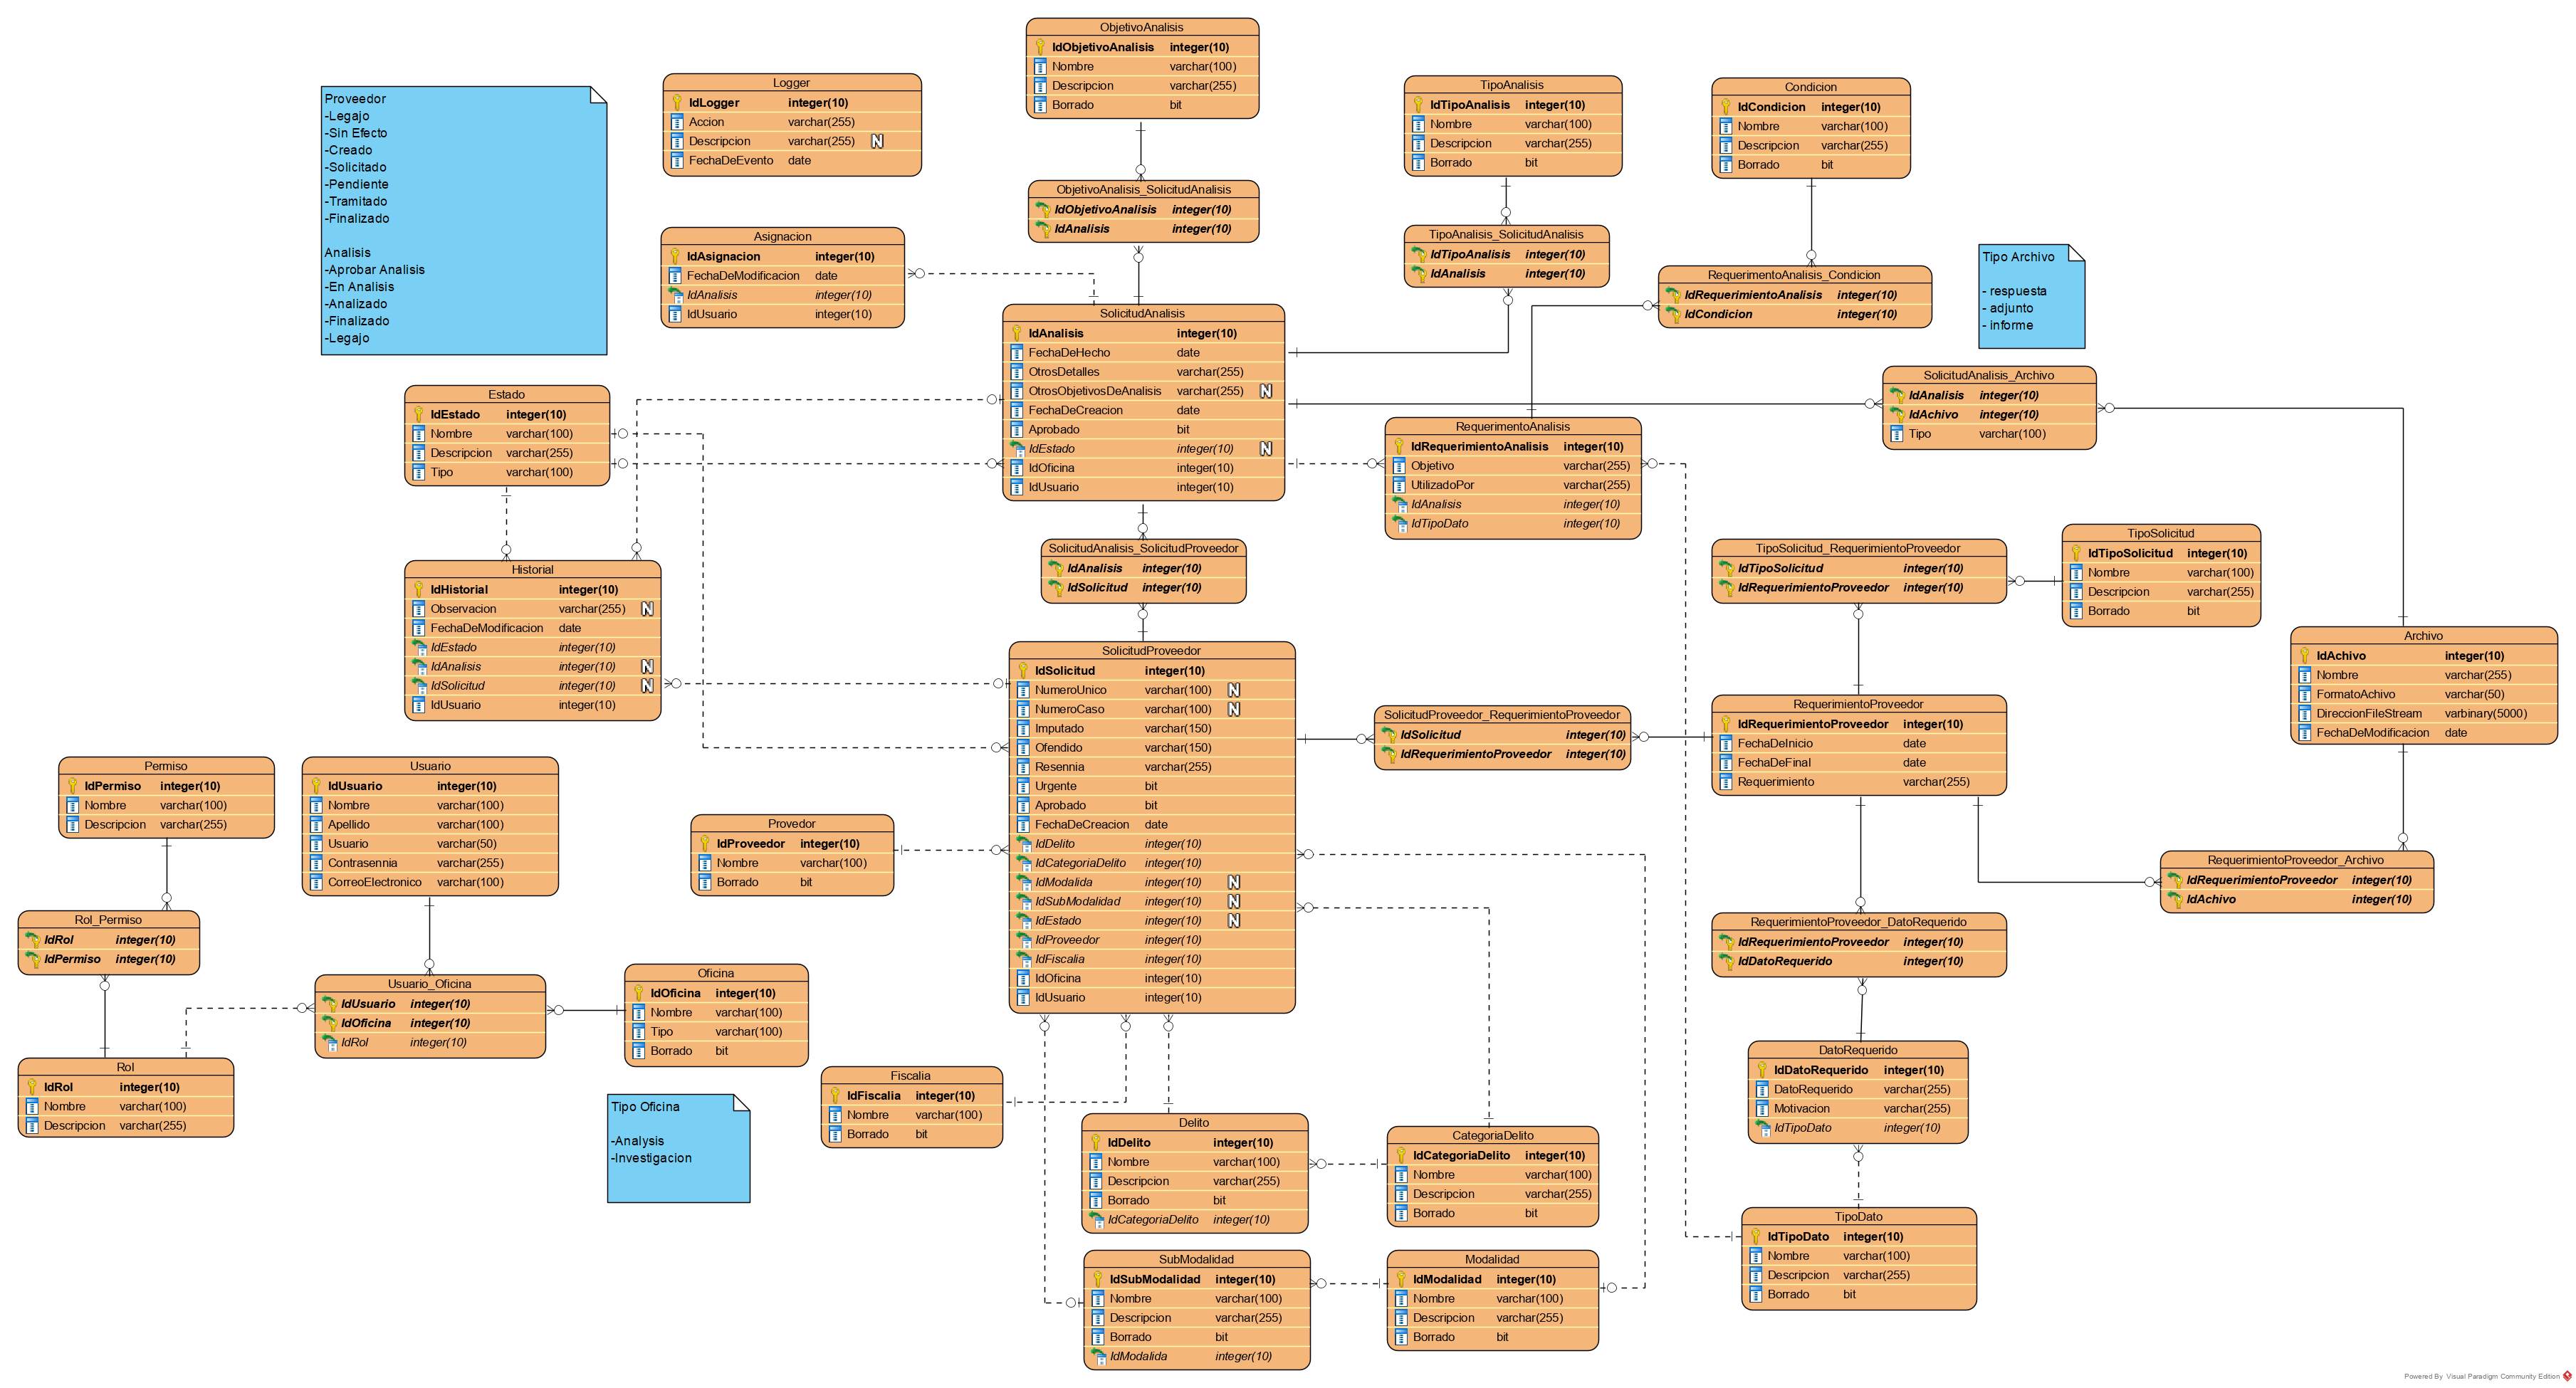 ObjetivoAnalisis
IdObjetivoAnalisis integer(10)
Nombre varchar(100)
Descripcion varchar(255)
Borrado bit
Logger
IdLogger integer(10)
Accion varchar(255)
Descripcion varchar(255) N
FechaDeEvento date
TipoAnalisis
IdTipoAnalisis integer(10)
Nombre varchar(100)
Descripcion varchar(255)
Borrado bit
Condicion
IdCondicion integer(10)
Nombre varchar(100)
Descripcion varchar(255)
Borrado bit
Proveedor
-Legajo
-Sin Efecto
-Creado
-Solicitado
-Pendiente
-Tramitado
-Finalizado
Analisis
-Aprobar Analisis
-En Analisis
-Analizado
-Finalizado
-Legajo
ObjetivoAnalisis_SolicitudAnalisis
IdObjetivoAnalisis integer(10)
IdAnalisis integer(10)
Asignacion
IdAsignacion integer(10)
FechaDeModificacion date
IdAnalisis integer(10)
IdUsuario integer(10)
TipoAnalisis_SolicitudAnalisis
IdTipoAnalisis integer(10)
IdAnalisis integer(10)
RequerimentoAnalisis_Condicion
IdRequerimientoAnalisis integer(10)
IdCondicion integer(10)
Tipo Archivo
- respuesta
- adjunto
- informe
SolicitudAnalisis
IdAnalisis integer(10)
FechaDeHecho date
OtrosDetalles varchar(255)
OtrosObjetivosDeAnalisis varchar(255) N
FechaDeCreacion date
Aprobado bit
IdEstado integer(10) N
IdOficina integer(10)
IdUsuario integer(10)
SolicitudAnalisis_Archivo
IdAnalisis integer(10)
IdAchivo integer(10)
Tipo varchar(100)
Estado
IdEstado integer(10)
Nombre varchar(100)
Descripcion varchar(255)
Tipo varchar(100)
RequerimentoAnalisis
IdRequerimientoAnalisis integer(10)
Objetivo varchar(255)
UtilizadoPor varchar(255)
IdAnalisis integer(10)
IdTipoDato integer(10)
Historial
IdHistorial integer(10)
Observacion varchar(255) N
FechaDeModificacion date
IdEstado integer(10)
IdAnalisis integer(10) N
IdSolicitud integer(10) N
IdUsuario integer(10)
SolicitudAnalisis_SolicitudProveedor
IdAnalisis integer(10)
IdSolicitud integer(10)
TipoSolicitud_RequerimientoProveedor
IdTipoSolicitud integer(10)
IdRequerimientoProveedor integer(10)
TipoSolicitud
IdTipoSolicitud integer(10)
Nombre varchar(100)
Descripcion varchar(255)
Borrado bit
Archivo
IdAchivo integer(10)
Nombre varchar(255)
FormatoAchivo varchar(50)
DireccionFileStream varbinary(5000)
FechaDeModificacion date
SolicitudProveedor
IdSolicitud integer(10)
NumeroUnico varchar(100) N
NumeroCaso varchar(100) N
Imputado varchar(150)
Ofendido varchar(150)
Resennia varchar(255)
Urgente bit
Aprobado bit
FechaDeCreacion date
IdDelito integer(10)
IdCategoriaDelito integer(10)
IdModalida integer(10) N
IdSubModalidad integer(10) N
IdEstado integer(10) N
IdProveedor integer(10)
IdFiscalia integer(10)
IdOficina integer(10)
IdUsuario integer(10)
SolicitudProveedor_RequerimientoProveedor
IdSolicitud integer(10)
IdRequerimientoProveedor integer(10)
RequerimientoProveedor
IdRequerimientoProveedor integer(10)
FechaDeInicio date
FechaDeFinal date
Requerimiento varchar(255)
Permiso
IdPermiso integer(10)
Nombre varchar(100)
Descripcion varchar(255)
Usuario
IdUsuario integer(10)
Nombre varchar(100)
Apellido varchar(100)
Usuario varchar(50)
Contrasennia varchar(255)
CorreoElectronico varchar(100)
Provedor
IdProveedor integer(10)
Nombre varchar(100)
Borrado bit
RequerimientoProveedor_Archivo
IdRequerimientoProveedor integer(10)
IdAchivo integer(10)
Rol_Permiso
IdRol integer(10)
IdPermiso integer(10)
RequerimientoProveedor_DatoRequerido
IdRequerimientoProveedor integer(10)
IdDatoRequerido integer(10)
Usuario_Oficina
IdUsuario integer(10)
IdOficina integer(10)
IdRol integer(10)
Oficina
IdOficina integer(10)
Nombre varchar(100)
Tipo varchar(100)
Borrado bit
Rol
IdRol integer(10)
Nombre varchar(100)
Descripcion varchar(255)
DatoRequerido
IdDatoRequerido integer(10)
DatoRequerido varchar(255)
Motivacion varchar(255)
IdTipoDato integer(10)
Tipo Oficina
-Analysis
-Investigacion
Fiscalia
IdFiscalia integer(10)
Nombre varchar(100)
Borrado bit
Delito
IdDelito integer(10)
Nombre varchar(100)
Descripcion varchar(255)
Borrado bit
IdCategoriaDelito integer(10)
CategoriaDelito
IdCategoriaDelito integer(10)
Nombre varchar(100)
Descripcion varchar(255)
Borrado bit
TipoDato
IdTipoDato integer(10)
Nombre varchar(100)
Descripcion varchar(255)
Borrado bit
SubModalidad
IdSubModalidad integer(10)
Nombre varchar(100)
Descripcion varchar(255)
Borrado bit
IdModalida integer(10)
Modalidad
IdModalidad integer(10)
Nombre varchar(100)
Descripcion varchar(255)
Borrado bit
Powered By Visual Paradigm Community Edition